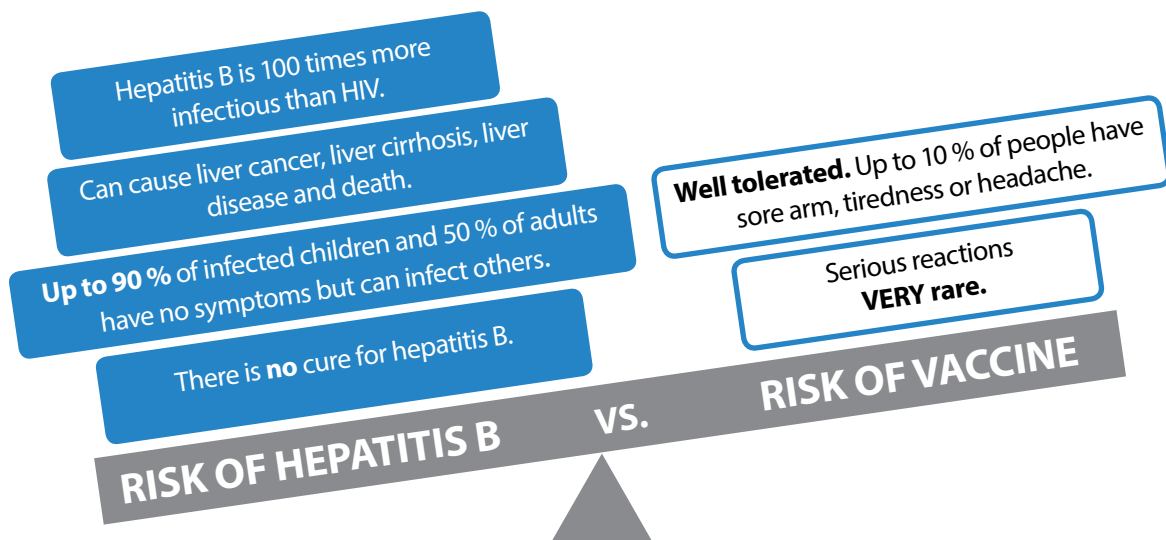 Hepatitis B is 100 times more
infectious than HIV.
Can cause liver cancer, liver cirrhosis, liver
disease and death.
Up to 90 % of infected children and 50 % of adults
have no symptoms but can infect others.
There is no cure for hepatitis B.
Well tolerated. Up to 10 % of people have
sore arm, tiredness or headache.
Serious reactions
VERY rare.
RISK OF HEPATITIS B VS. RISK OF VACCINE